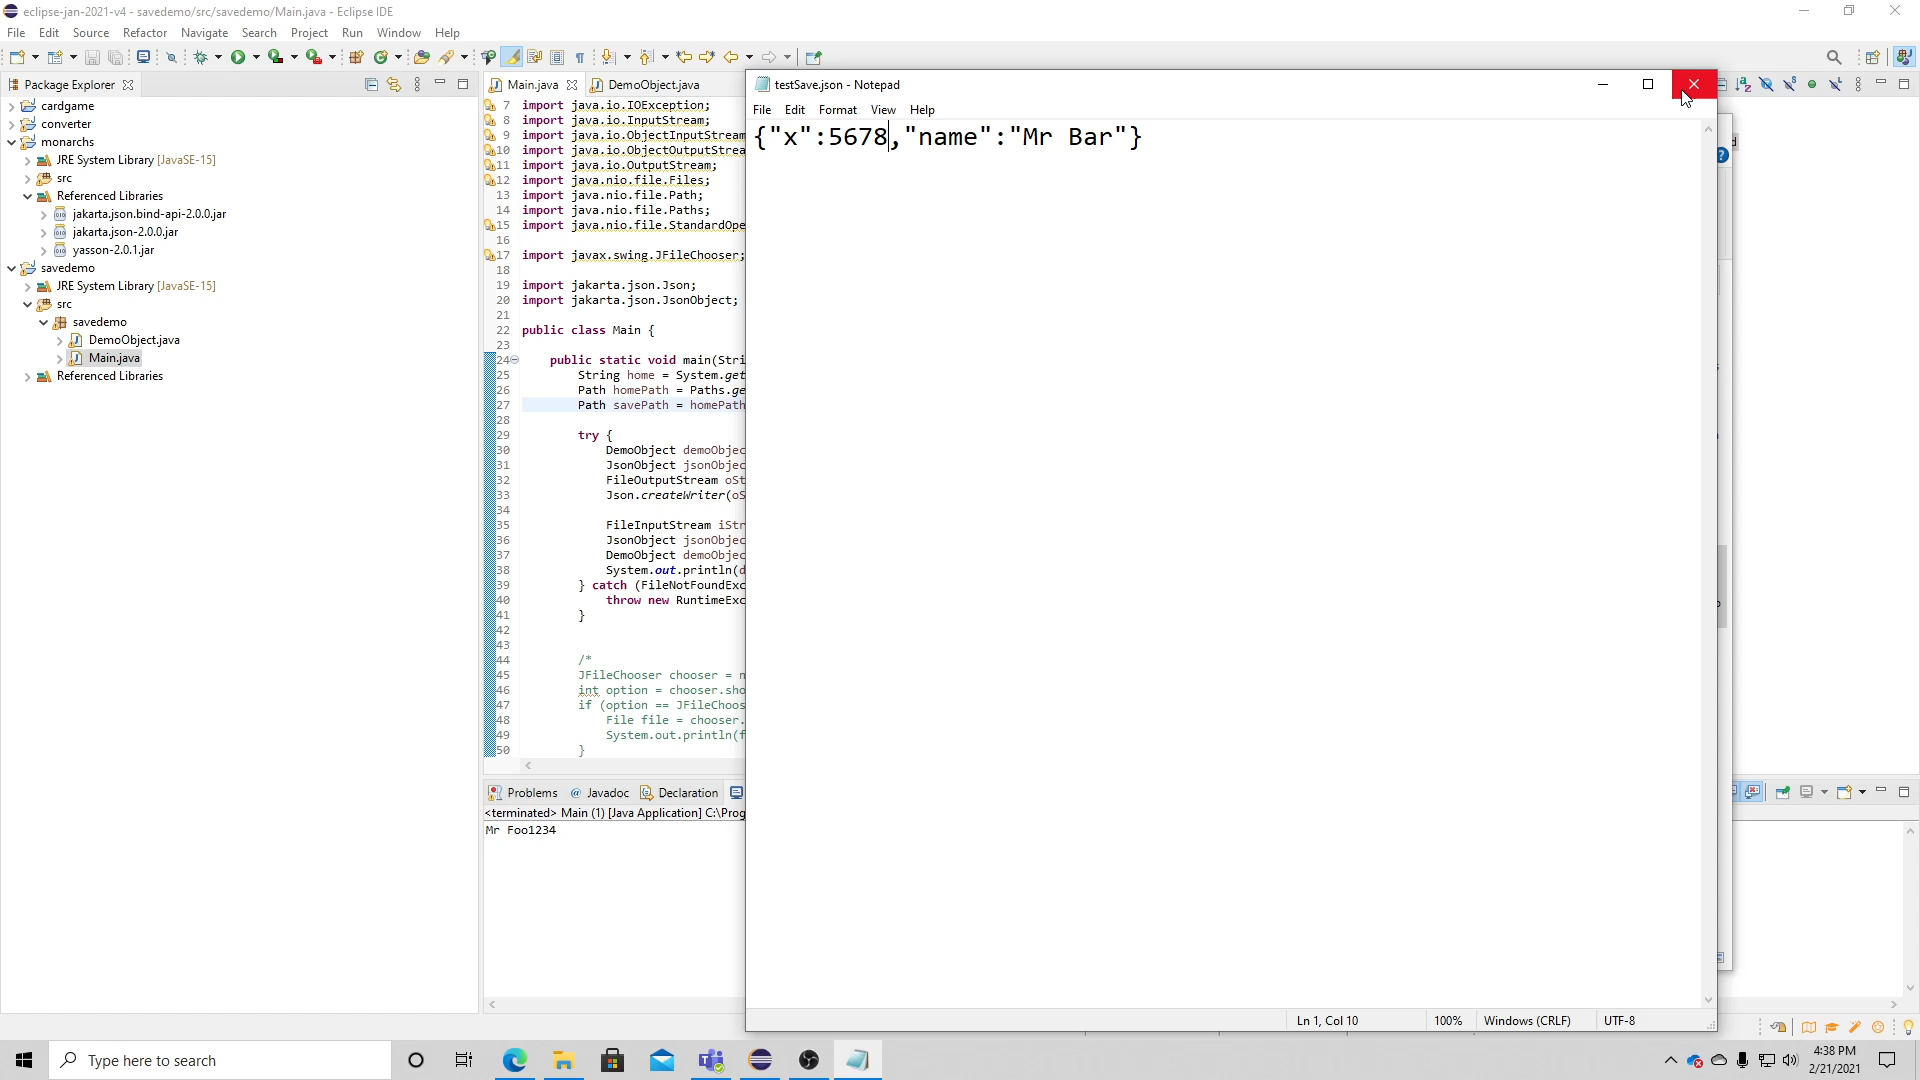 eclipse-jan-2021-v4 - savedemo/src/savedemo/Main.java - Eclipse IDE
File Edit Source Refactor Navigate Search Project Run Window Help
Package Explorer
cardgame
converter
monarchs
JRE System Library [JavaSE-15]
src
Referenced Libraries
jakarta.json.bind-api-2.0.0.jar
jakarta.json-2.0.0.jar
yasson-2.0.1.jar
savedemo
JRE System Library [JavaSE-15]
src
savedemo
DemoObject.java
Main.java
Referenced Libraries
Main.java DemoObject.java
7 import java.io.IOException;
8 import java.io.InputStream;
9 import java.io.ObjectInputStream
10 import java.io.ObjectOutputStrea
11 import java.io.OutputStream;
12 import java.nio.file.Files;
13 import java.nio.file.Path;
14 import java.nio.file.Paths;
15 import java.nio.file.StandardOpe
16
17 import javax.swing.JFileChooser;
18
19 import jakarta.json.Json;
20 import jakarta.json.JsonObject;
21
22 public class Main {
23
24 public static void main(Stri
25 String home = System.get
26 Path homePath = Paths.ge
27 Path savePath = homePath
28
29 try {
30 DemoObject demoObjec
31 JsonObject jsonObjec
32 FileOutputStream oSt
33 Json.createWriter(oS
34
35 FileInputStream iStr
36 JsonObject jsonObjec
37 DemoObject demoObjec
38 System.out.println(d
39 } catch (FileNotFoundExc
40 throw new RuntimeExc
41 }
42
43
44 /*
45 JFileChooser chooser = n
46 int option = chooser.sho
47 if (option == JFileChoos
48 File file = chooser.
49 System.out.println(f
50 }
Problems @ Javadoc Declaration
<terminated> Main (1) [Java Application] C:\Prog
Mr Foo1234
testSave.json - Notepad
File Edit Format View Help
{"x":5678,"name":"Mr Bar"}
Ln 1, Col 10 100% Windows (CRLF) UTF-8
Type here to search
4:38 PM
2/21/2021